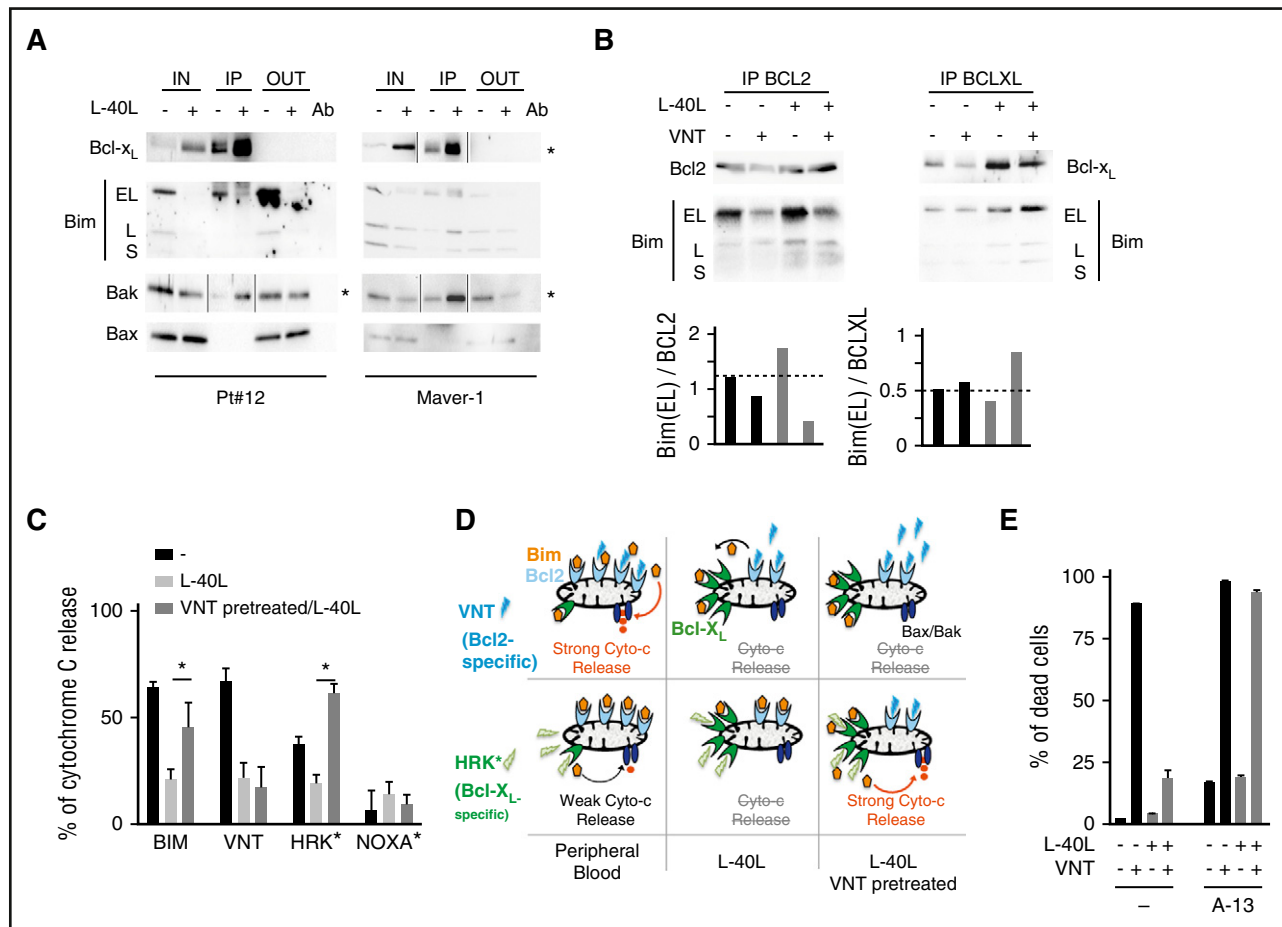 A
IN IP OUT IN IP OUT
L-40L - + - + - + Ab - + - + - + Ab
Bcl-xL *
Bim EL
L
S
Bak * *
Bax
Pt#12 Maver-1
B
IP BCL2 IP BCLXL
L-40L - - + + - - + +
VNT - + - + - + - +
Bcl2 Bcl-xL
Bim EL EL Bim
L L
S S
Bim(EL) / BCL2
2
1
0
Bim(EL) / BCLXL
1
0.5
0
C
-
L-40L
VNT pretreated/L-40L
% of cytochrome C release
100
50
0
* *
BIM VNT HRK* NOXA*
D
Bim
Bcl2
VNT
(Bcl2-
specific)
Strong Cyto-c
Release
Bcl-XL
Cyto-c
Release
Bax/Bak
Cyto-c
Release
HRK*
(Bcl-XL-
specific)
Weak Cyto-c
Release
Cyto-c
Release
Strong Cyto-c
Release
Peripheral
Blood
L-40L
L-40L
VNT pretreated
E
% of dead cells
100
75
50
25
0
L-40L - - + + - - + +
VNT - + - + - + - +
– A-13